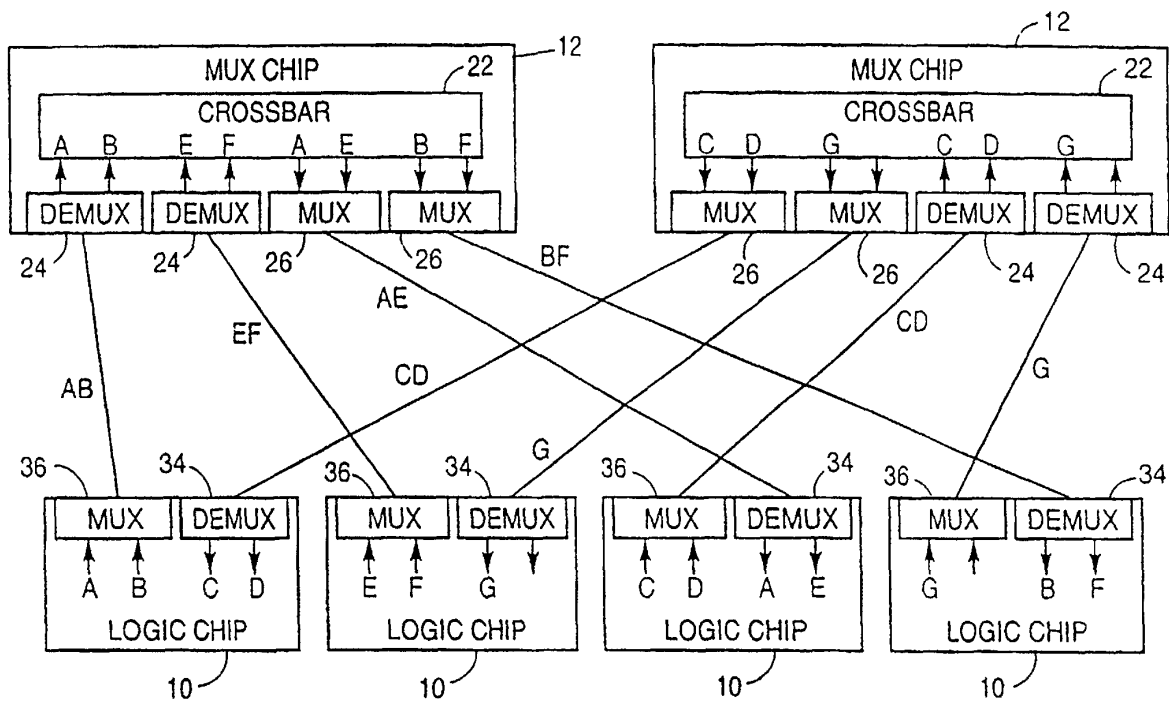 12 12
MUX CHIP 22 MUX CHIP 22
CROSSBAR CROSSBAR
A B E F A E B F C D G C D G
DEMUX DEMUX MUX MUX MUX MUX DEMUX DEMUX
24 24 26 26 26 26 24 24
BF
AE
EF CD
CD G
AB
G
36 34 36 34 36 34 36 34
MUX DEMUX MUX DEMUX MUX DEMUX MUX DEMUX
A B C D E F G C D A E G B F
LOGIC CHIP LOGIC CHIP LOGIC CHIP LOGIC CHIP
10 10 10 10